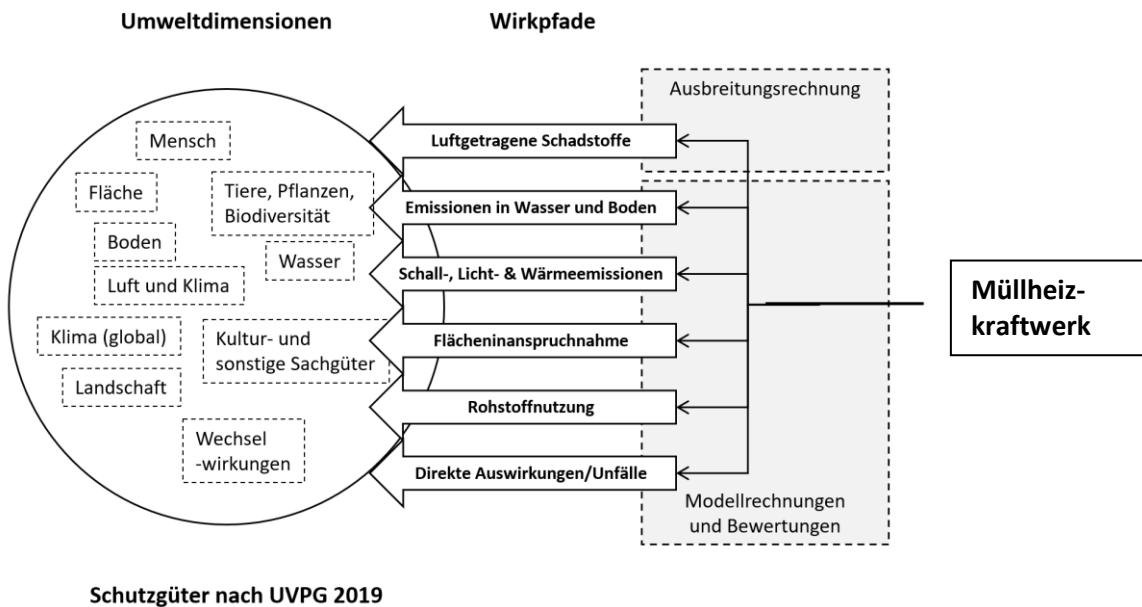 Umweltdimensionen
Wirkpfade
Ausbreitungsrechnung
Mensch
Luftgetragene Schadstoffe
Fläche
Tiere, Pflanzen,
Biodiversität
Emissionen in Wasser und Boden
Boden
Wasser
Schall-, Licht- & Wärmeemissionen
Luft und Klima
Müllheiz-
kraftwerk
Klima (global)
Kultur- und
sonstige Sachgüter
Flächeninanspruchnahme
Landschaft
Rohstoffnutzung
Wechsel
-wirkungen
Direkte Auswirkungen/Unfälle
Modellrechnungen
und Bewertungen
Schutzgüter nach UVPG 2019